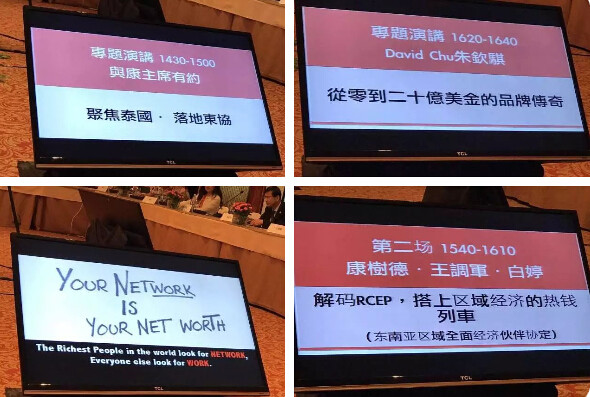 專題演講 1430-1500
與康主席有約
聚焦泰國 · 落地東協
TCL
專題演講 1620-1640
David Chu朱欽騏
從零到二十億美金的品牌傳奇
TCL
YOUR NETWORK
IS
YOUR NET WORTH
The Richest People in the world look for NETWORK,
Everyone else look for WORK.
TCL
第二场 1540-1610
康樹德 · 王調軍 · 白婷
解码RCEP，搭上区域经济的热钱
列車
（东南亚区域全面经济伙伴协定）
TCL